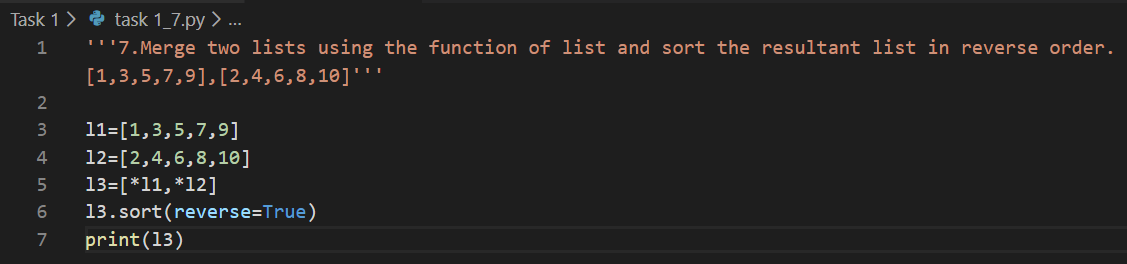 Task 1 > task 1_7.py > ...
1 '''7.Merge two lists using the function of list and sort the resultant list in reverse order.
[1,3,5,7,9],[2,4,6,8,10]'''
2
3 l1=[1,3,5,7,9]
4 l2=[2,4,6,8,10]
5 l3=[*l1,*l2]
6 l3.sort(reverse=True)
7 print(l3)